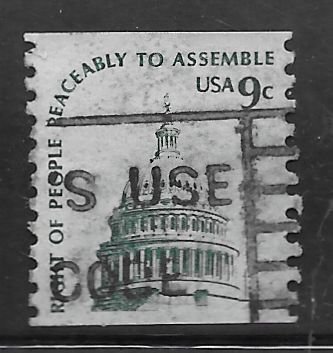 RIGHT OF PEOPLE PEACEABLY TO ASSEMBLE
USA 9c
S USE
CODE